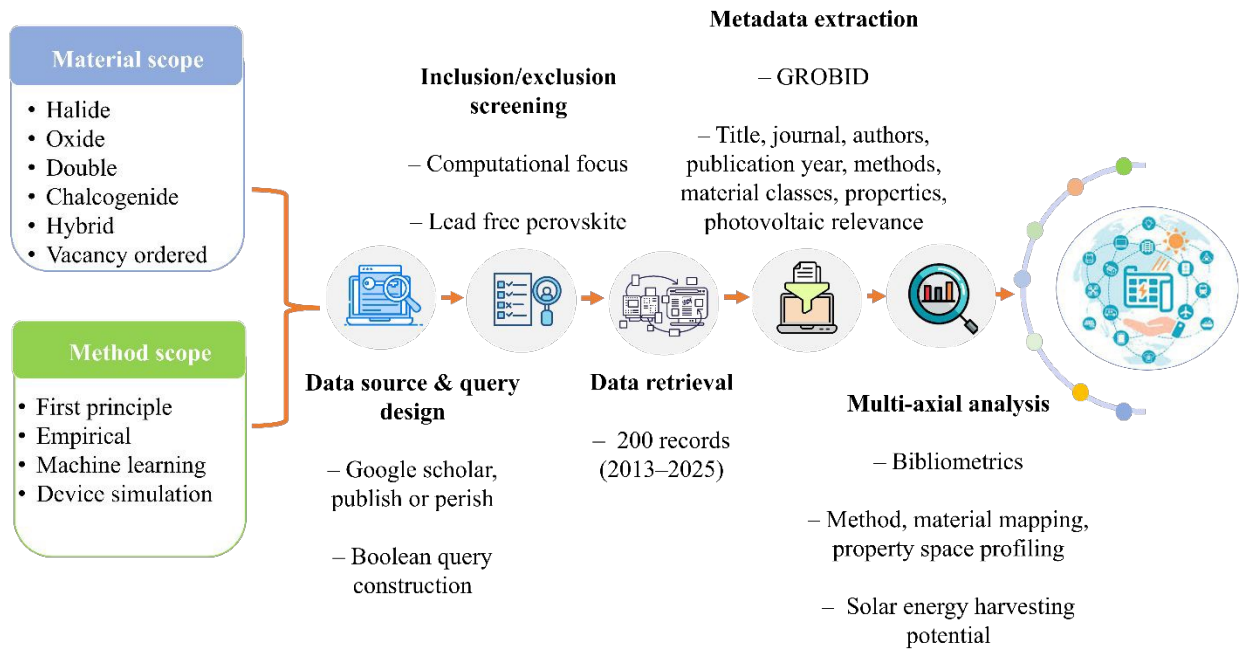 Material scope
• Halide
• Oxide
• Double
• Chalcogenide
• Hybrid
• Vacancy ordered
Method scope
• First principle
• Empirical
• Machine learning
• Device simulation
Data source & query
design
– Google scholar,
publish or perish
– Boolean query
construction
Inclusion/exclusion
screening
– Computational focus
– Lead free perovskite
Data retrieval
– 200 records
(2013–2025)
Metadata extraction
– GROBID
– Title, journal, authors,
publication year, methods,
material classes, properties,
photovoltaic relevance
Multi-axial analysis
– Bibliometrics
– Method, material mapping,
property space profiling
– Solar energy harvesting
potential